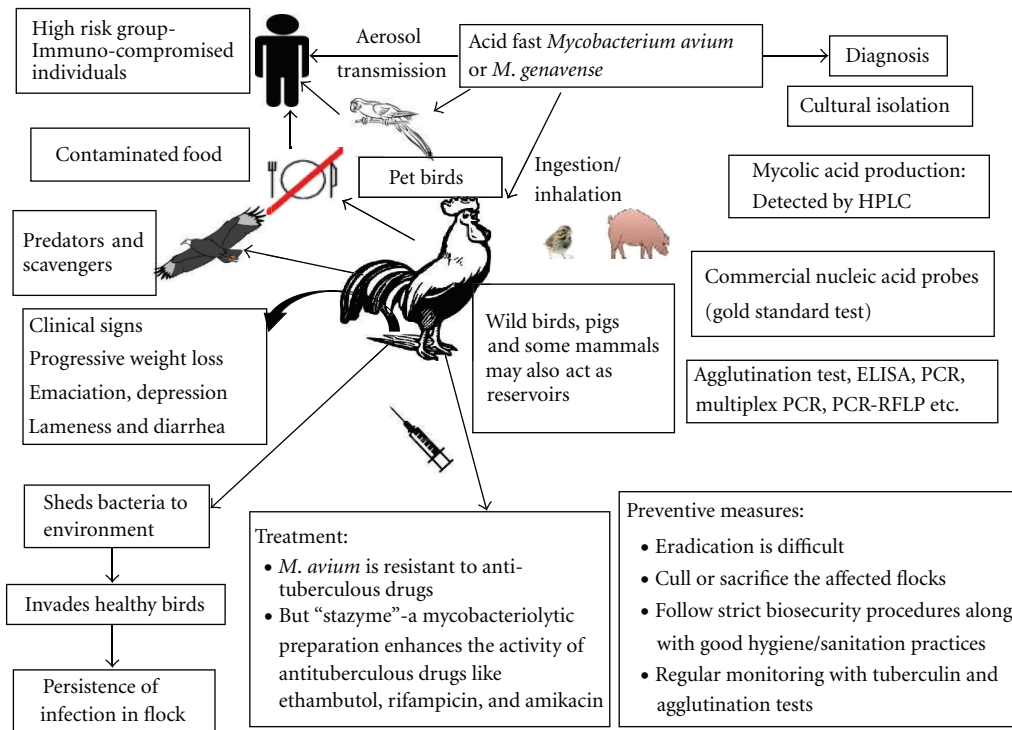 High risk group-
Immuno-compromised
individuals
Aerosol
transmission
Acid fast Mycobacterium avium
or M. genavense
Diagnosis
Cultural isolation
Contaminated food
Pet birds
Ingestion/
inhalation
Mycolic acid production:
Detected by HPLC
Predators and
scavengers
Commercial nucleic acid probes
(gold standard test)
Clinical signs
Progressive weight loss
Emaciation, depression
Lameness and diarrhea
Wild birds, pigs
and some mammals
may also act as
reservoirs
Agglutination test, ELISA, PCR,
multiplex PCR, PCR-RFLP etc.
Sheds bacteria to
environment
Invades healthy birds
Persistence of
infection in flock
Treatment:
• M. avium is resistant to anti-
tuberculous drugs
• But “stazyme”-a mycobacteriolytic
preparation enhances the activity of
antituberculous drugs like
ethambutol, rifampicin, and amikacin
Preventive measures:
• Eradication is difficult
• Cull or sacrifice the affected flocks
• Follow strict biosecurity procedures along
with good hygiene/sanitation practices
• Regular monitoring with tuberculin and
agglutination tests